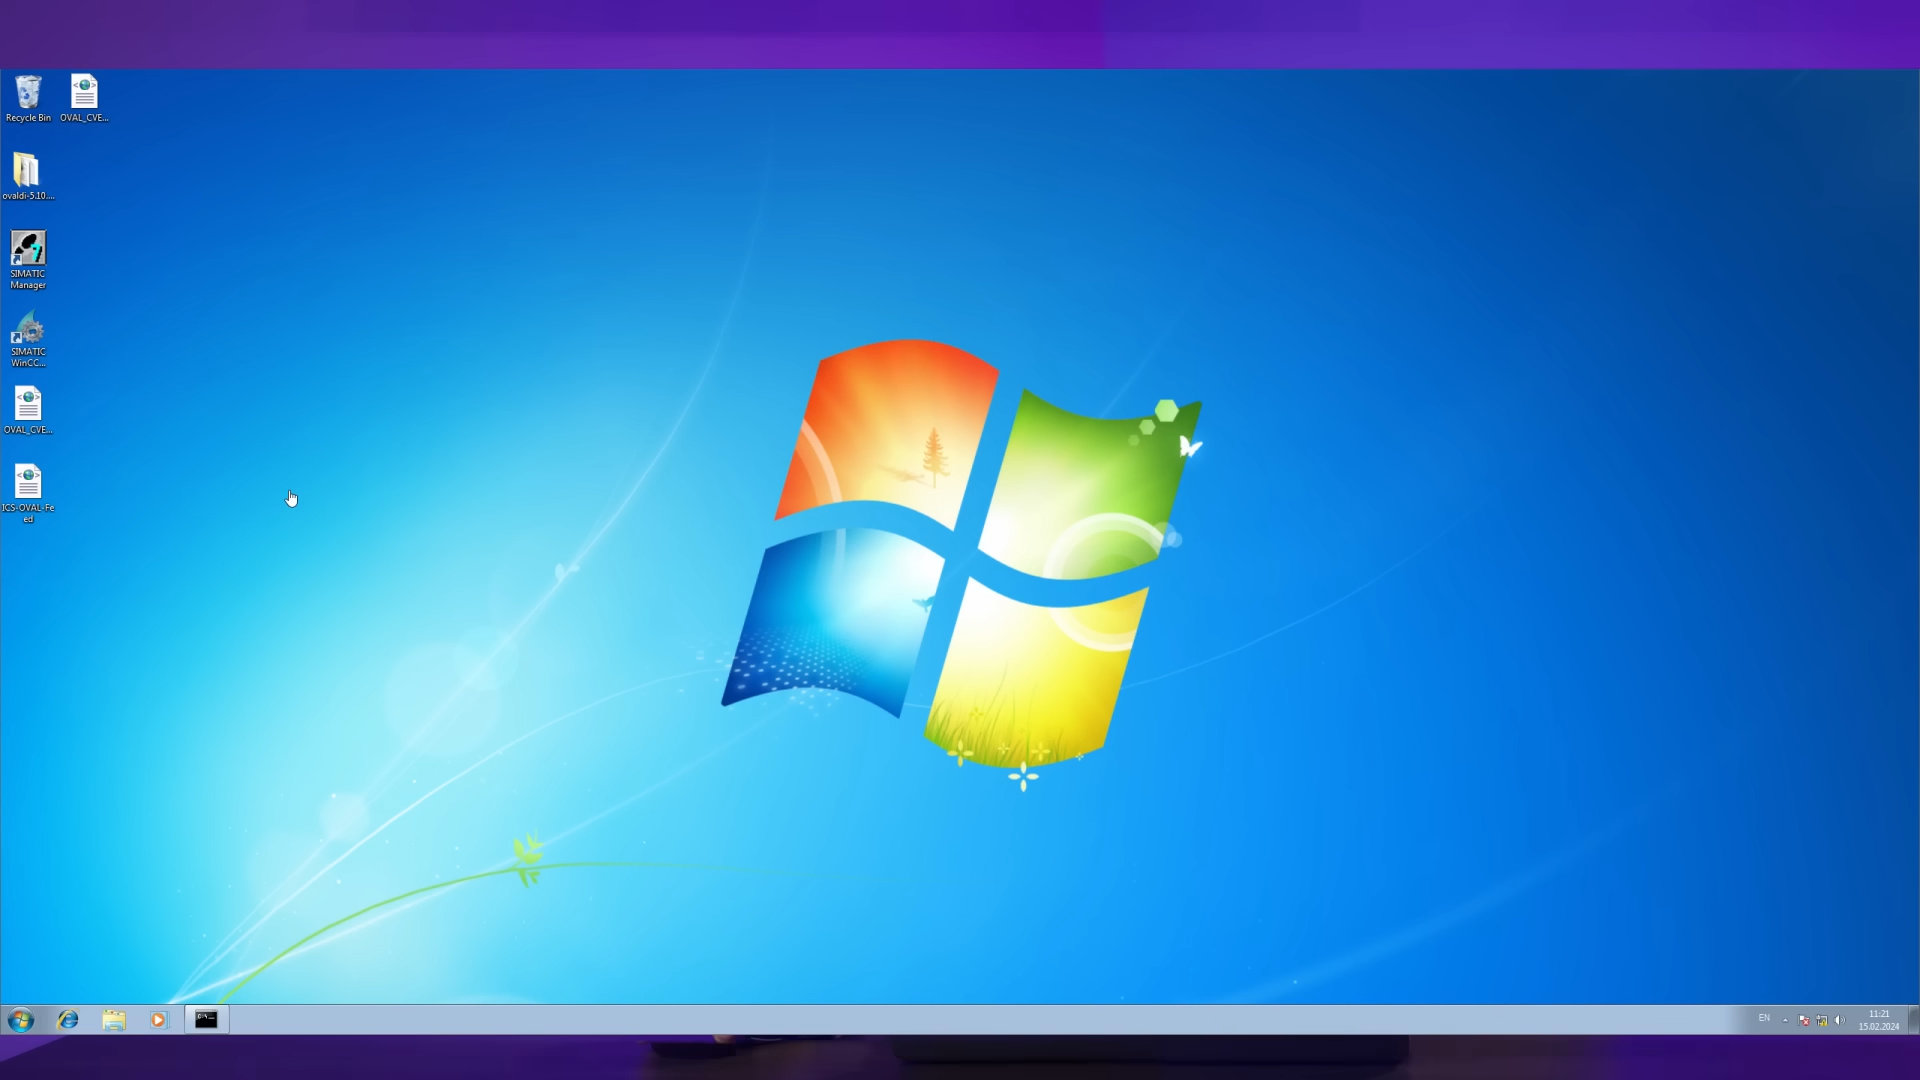 Recycle Bin
OVAL_CVE...
ovaldi-5.10....
SIMATIC
Manager
SIMATIC
WinCC...
OVAL_CVE...
ICS-OVAL-Fe
ed
C:\_
EN
11:21
15.02.2024